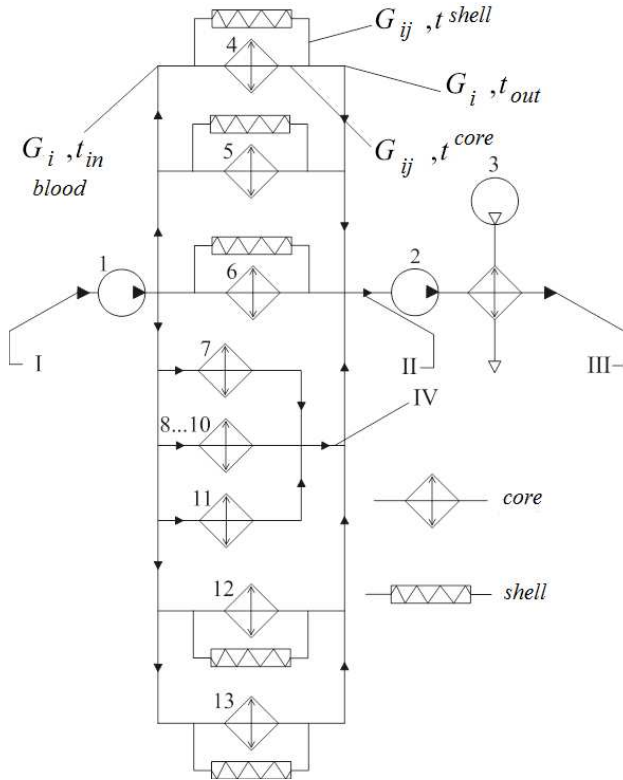 G_ij , t^shell
4
G_i , t_out
G_i , t_in
blood
5
G_ij , t^core
3
1
6
2
7
I
II
III
IV
8...10
11
core
12
shell
13